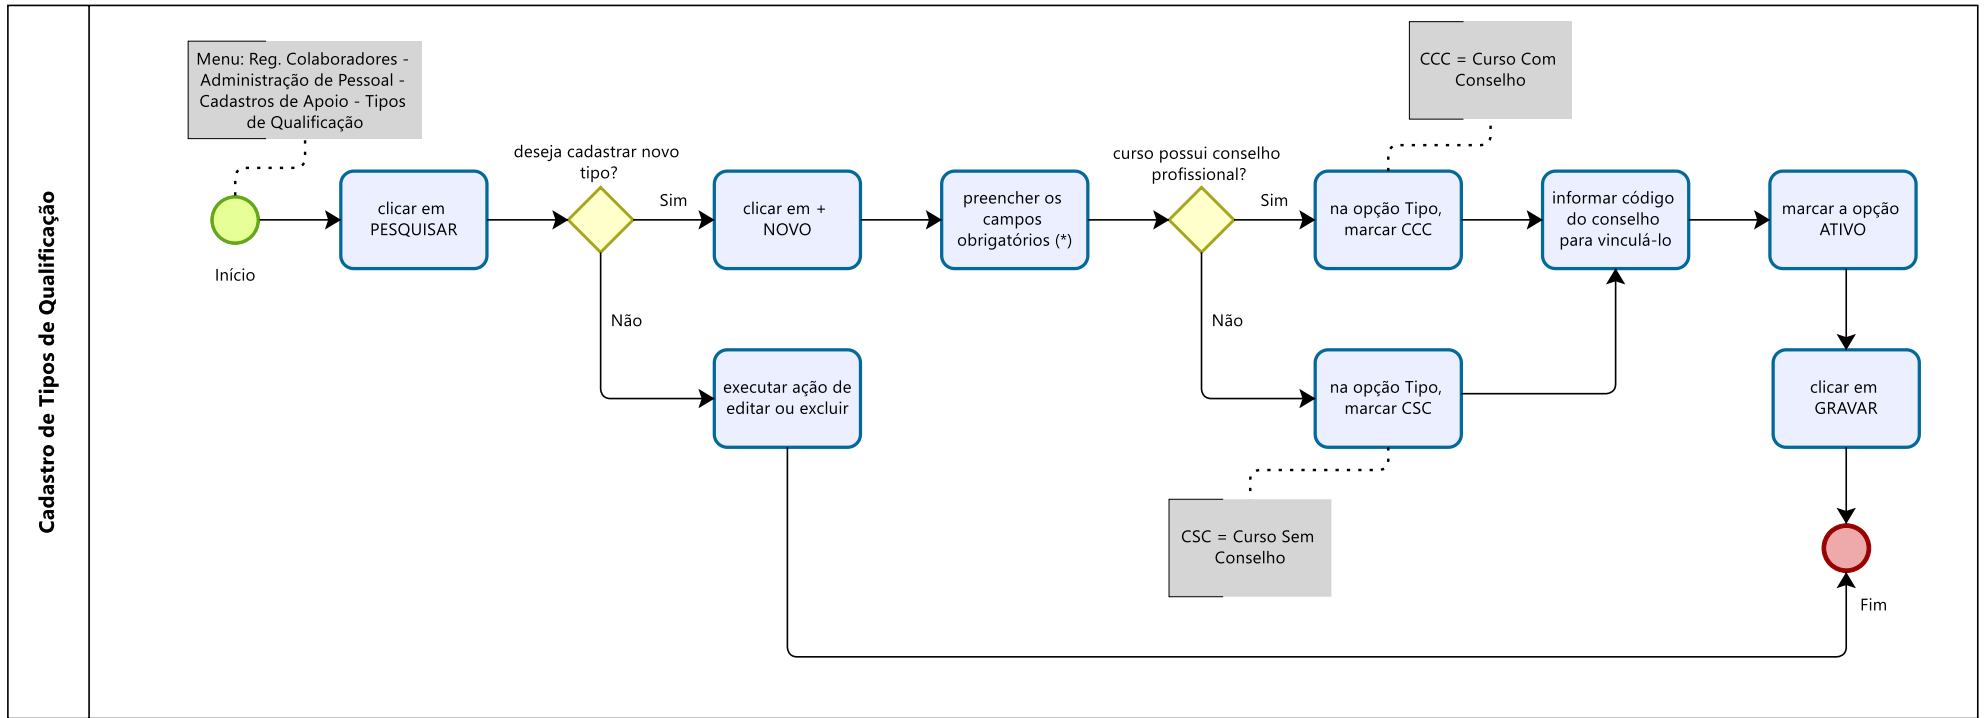 Cadastro de Tipos de Qualificação
Menu: Reg. Colaboradores -
Administração de Pessoal -
Cadastros de Apoio - Tipos
de Qualificação
Início
clicar em
PESQUISAR
deseja cadastrar novo
tipo?
Sim
Não
clicar em +
NOVO
executar ação de
editar ou excluir
preencher os
campos
obrigatórios (*)
curso possui conselho
profissional?
Sim
Não
CCC = Curso Com
Conselho
na opção Tipo,
marcar CCC
na opção Tipo,
marcar CSC
CSC = Curso Sem
Conselho
informar código
do conselho
para vinculá-lo
marcar a opção
ATIVO
clicar em
GRAVAR
Fim